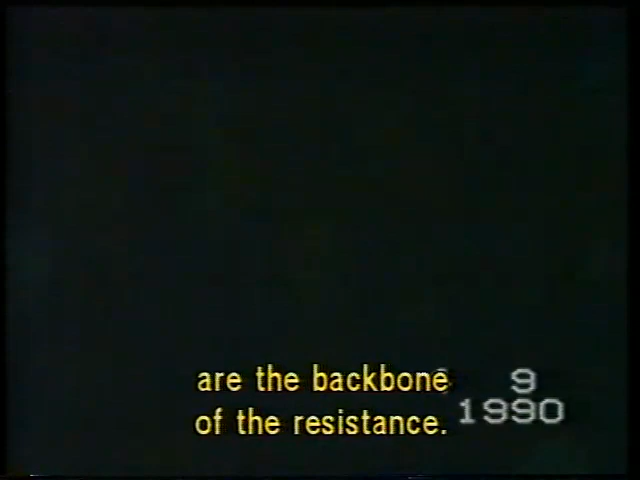 are the backbone
of the resistance.
9
1990